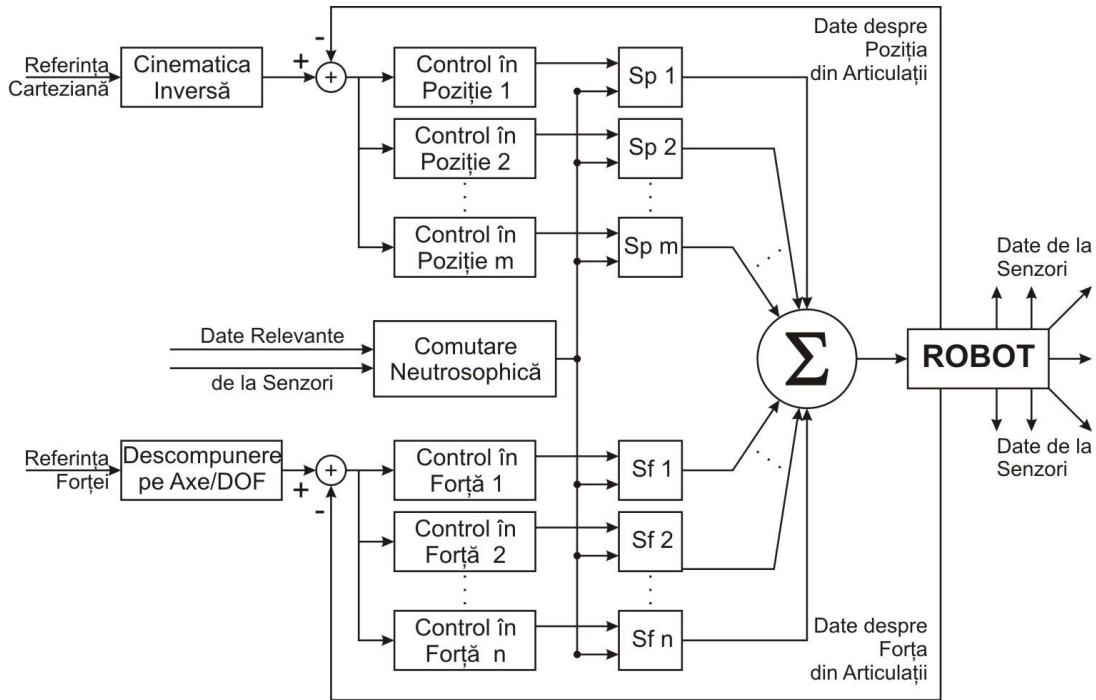 Date despre
Poziția
din Articulații
-
Referința
Carteziană
Cinematica
Inversă
+
+
Control în
Poziție 1
Sp 1
Control în
Poziție 2
Sp 2
Control în
Poziție m
Sp m
Date Relevante
de la Senzori
Comutare
Neutrosophică
Σ
ROBOT
Date de la
Senzori
Date de la
Senzori
Referința
Forței
Descompunere
pe Axe/DOF
+
+
-
Control în
Forță 1
Sf 1
Control în
Forță 2
Sf 2
Control în
Forță n
Sf n
Date despre
Forța
din Articulații